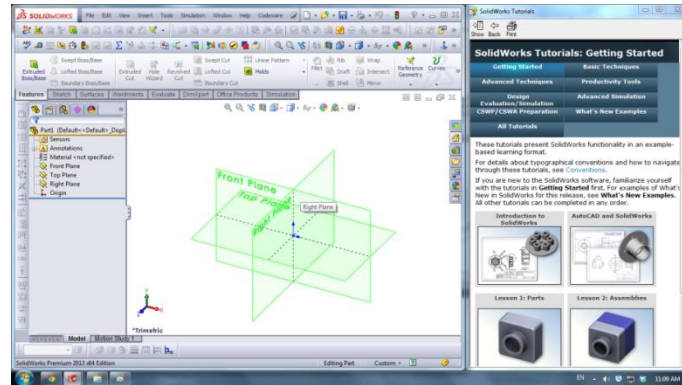 SOLIDWORKS File Edit View Insert Tools Simulation Window Help
Extruded Boss/Base
Swept Boss/Base
Lofted Boss/Base
Boundary Boss/Base
Extruded Cut
Hole Wizard
Revolved Cut
Swept Cut
Lofted Cut
Boundary Cut
Linear Pattern
Fillet
Rib
Draft
Shell
Wrap
Intersect
Mirror
Reference Geometry
Curves
Features Sketch Surfaces Weldments Evaluate DimXpert Office Products Simulation
Part1 (Default<<Default>_Displ
Sensors
Annotations
Material <not specified>
Front Plane
Top Plane
Right Plane
Origin
Front Plane
Top Plane
Right Plane
Right Plane
*Trimetric
Model Motion Study 1
SolidWorks Premium 2013 x64 Edition
Editing Part Custom
SolidWorks Tutorials
Show Back Print
SolidWorks Tutorials: Getting Started
Getting Started Basic Techniques
Advanced Techniques Productivity Tools
Design Evaluation/Simulation Advanced Simulation
CSWP/CSWA Preparation What's New Examples
All Tutorials
These tutorials present SolidWorks functionality in an example-
based learning format.
For details about typographical conventions and how to navigate
through these tutorials, see Conventions.
If you are new to the SolidWorks software, familiarize yourself
with the tutorials in Getting Started first. For examples of What's
New in SolidWorks for this release, see What's New Examples.
All other tutorials can be completed in any order.
Introduction to SolidWorks
AutoCAD and SolidWorks
Lesson 1: Parts
Lesson 2: Assemblies
EN 11:09 AM